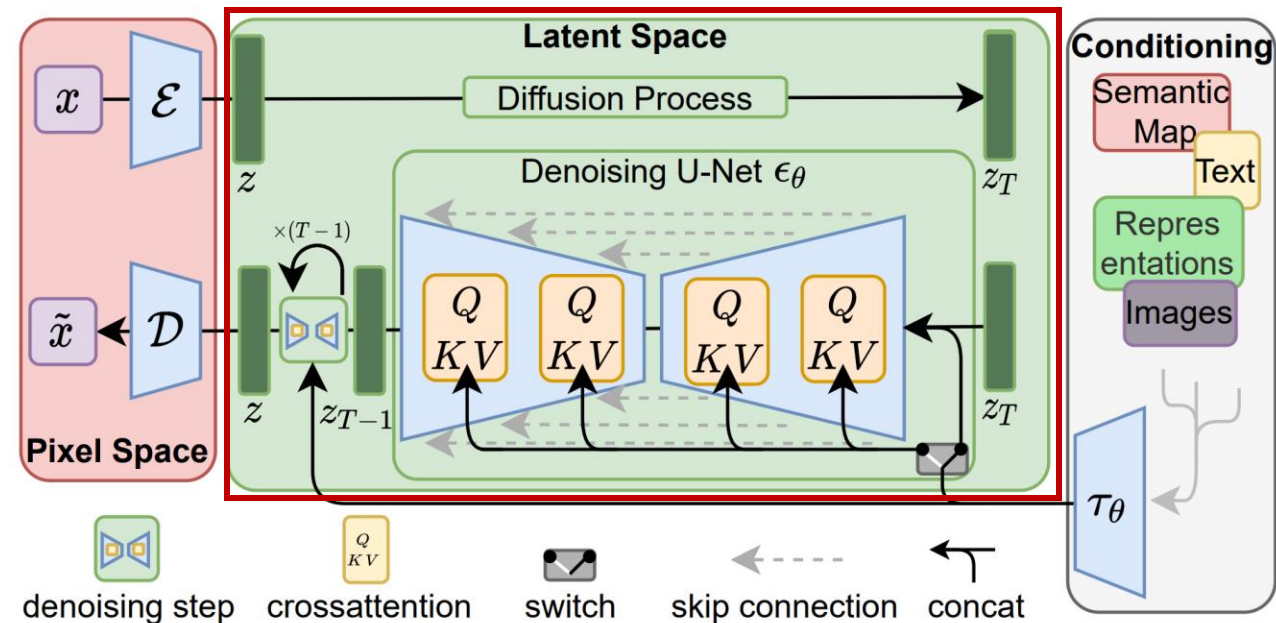 Latent Space
Conditioning
x
ℰ
Diffusion Process
z
z_T
Semantic
Map
Text
Repres
entations
Images
Denoising U-Net ϵ_θ
×(T − 1)
x̃
𝒟
Q
KV
Q
KV
Q
KV
Q
KV
z
z_{T−1}
z_T
Pixel Space
τ_θ
Q
KV
denoising step
crossattention
switch
skip connection
concat